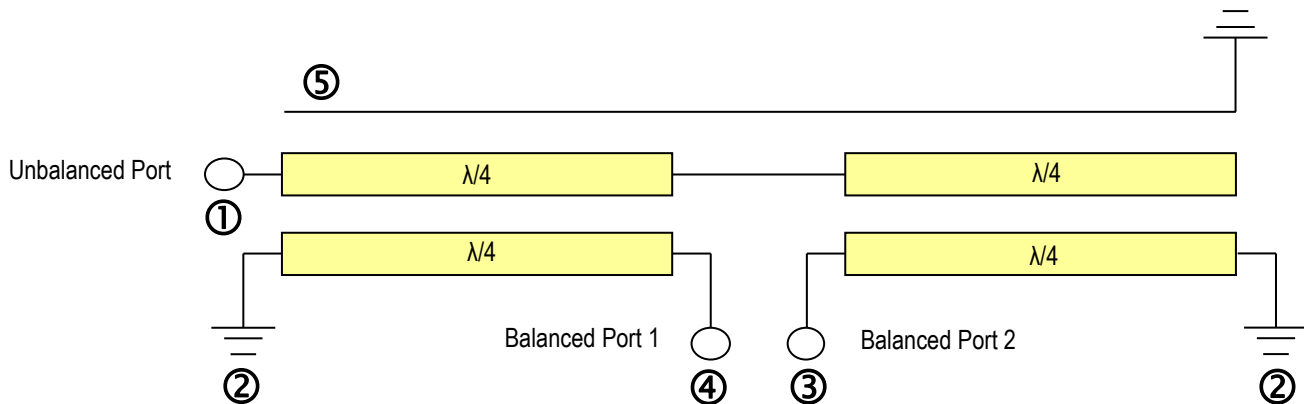 ⑤
Unbalanced Port
λ/4
λ/4
①
λ/4
λ/4
Balanced Port 1
Balanced Port 2
②
④
③
②